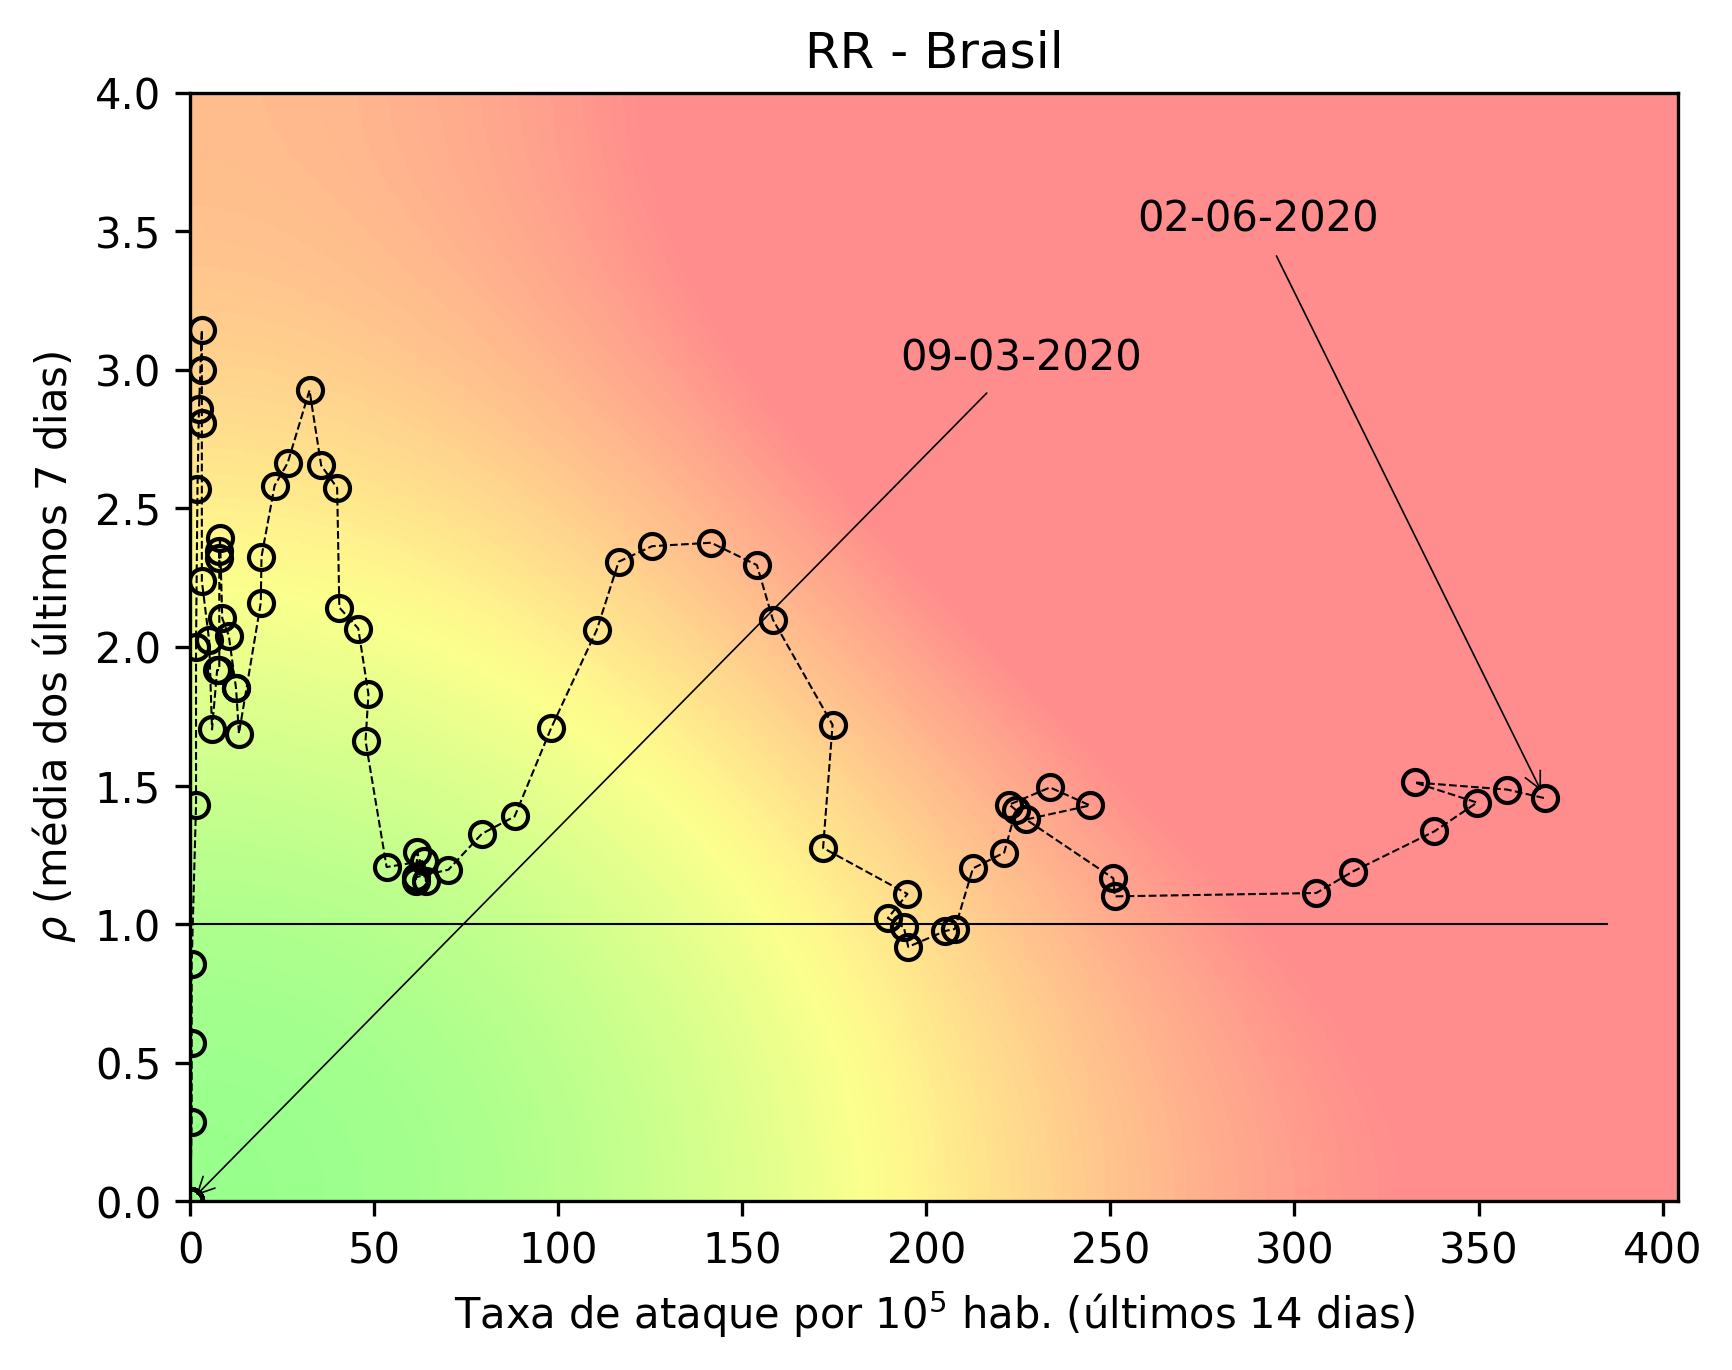 RR - Brasil
4.0
3.5
3.0
2.5
2.0
1.5
1.0
0.5
0.0
ρ (média dos últimos 7 dias)
02-06-2020
09-03-2020
0 50 100 150 200 250 300 350 400
Taxa de ataque por 10⁵ hab. (últimos 14 dias)